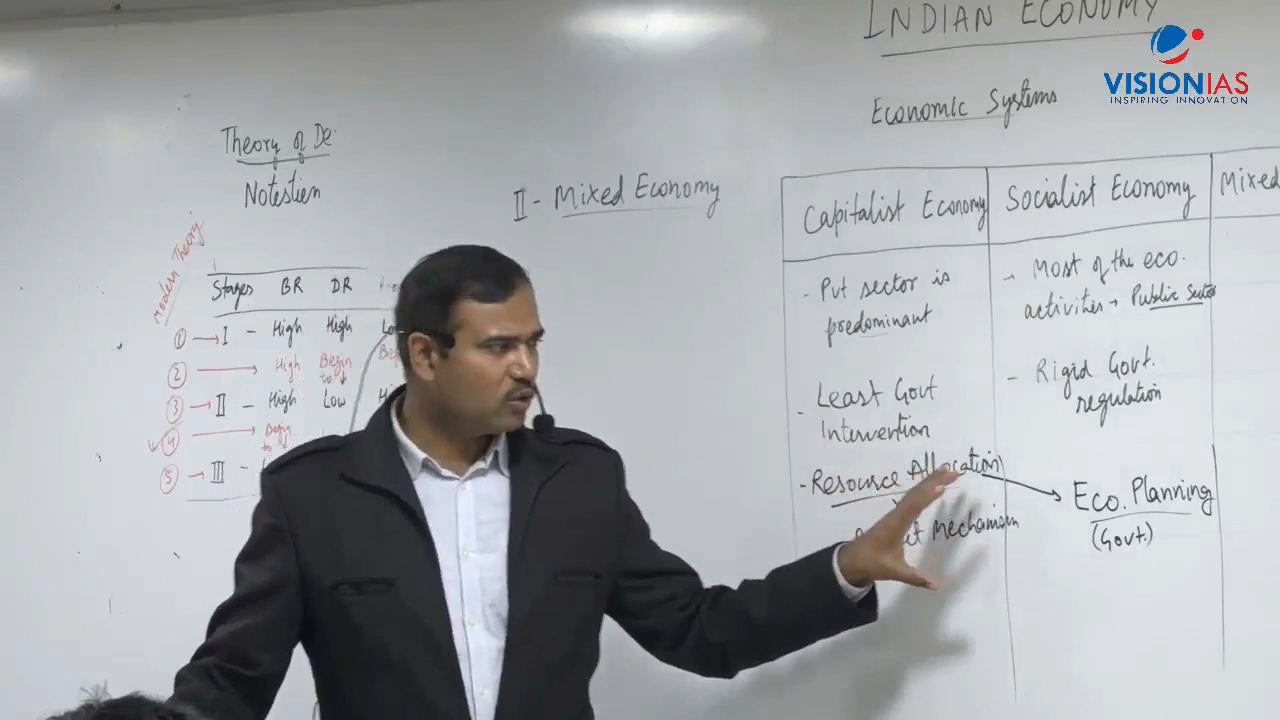 INDIAN ECONOMY
VISIONIAS
INSPIRING INNOVATION
Economic Systems
Theory of De
Notestien
II - Mixed Economy
Modern Theory
Stages BR DR
1 → I - High High
2 → High Begin to ↓
3 → II - High Low
4 → Begin to
5 → III -
Capitalist Economy
- Pvt sector is
predominant
- Least Govt
Intervention
- Resource Allocation
Mechanism
Socialist Economy
- Most of the eco.
activities → Public Sector
- Rigid Govt.
regulation
→ Eco. Planning
(Govt.)
Mixed